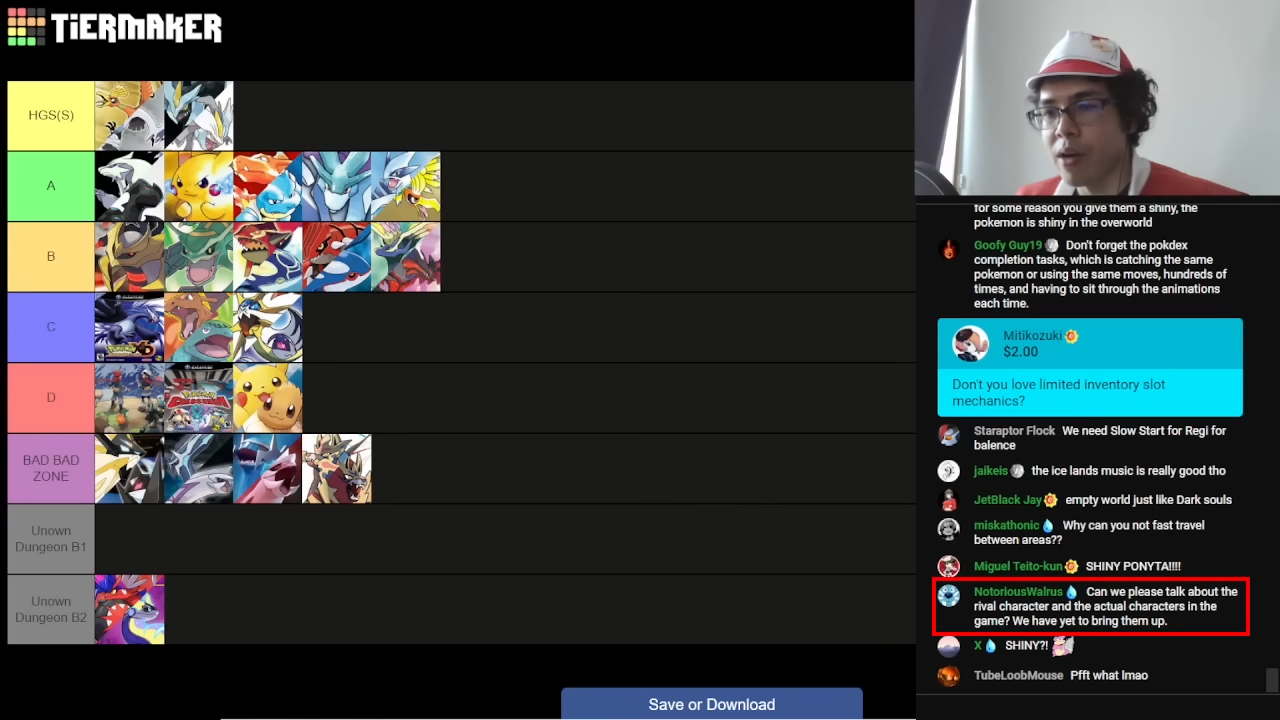 TiERMAKER
HGS(S)
A
B
C
D
BAD BAD
ZONE
Unown
Dungeon B1
Unown
Dungeon B2
Save or Download
for some reason you give them a shiny, the
pokemon is shiny in the overworld
Goofy Guy19 Don't forget the pokdex
completion tasks, which is catching the same
pokemon or using the same moves, hundreds of
times, and having to sit through the animations
each time.
Mitikozuki
$2.00
Don't you love limited inventory slot
mechanics?
Staraptor Flock We need Slow Start for Regi for
balence
jaikeis the ice lands music is really good tho
JetBlack Jay empty world just like Dark souls
miskathonic Why can you not fast travel
between areas??
Miguel Teito-kun SHINY PONYTA!!!!
NotoriousWalrus Can we please talk about the
rival character and the actual characters in the
game? We have yet to bring them up.
X SHINY?!
TubeLoobMouse Pfft what lmao